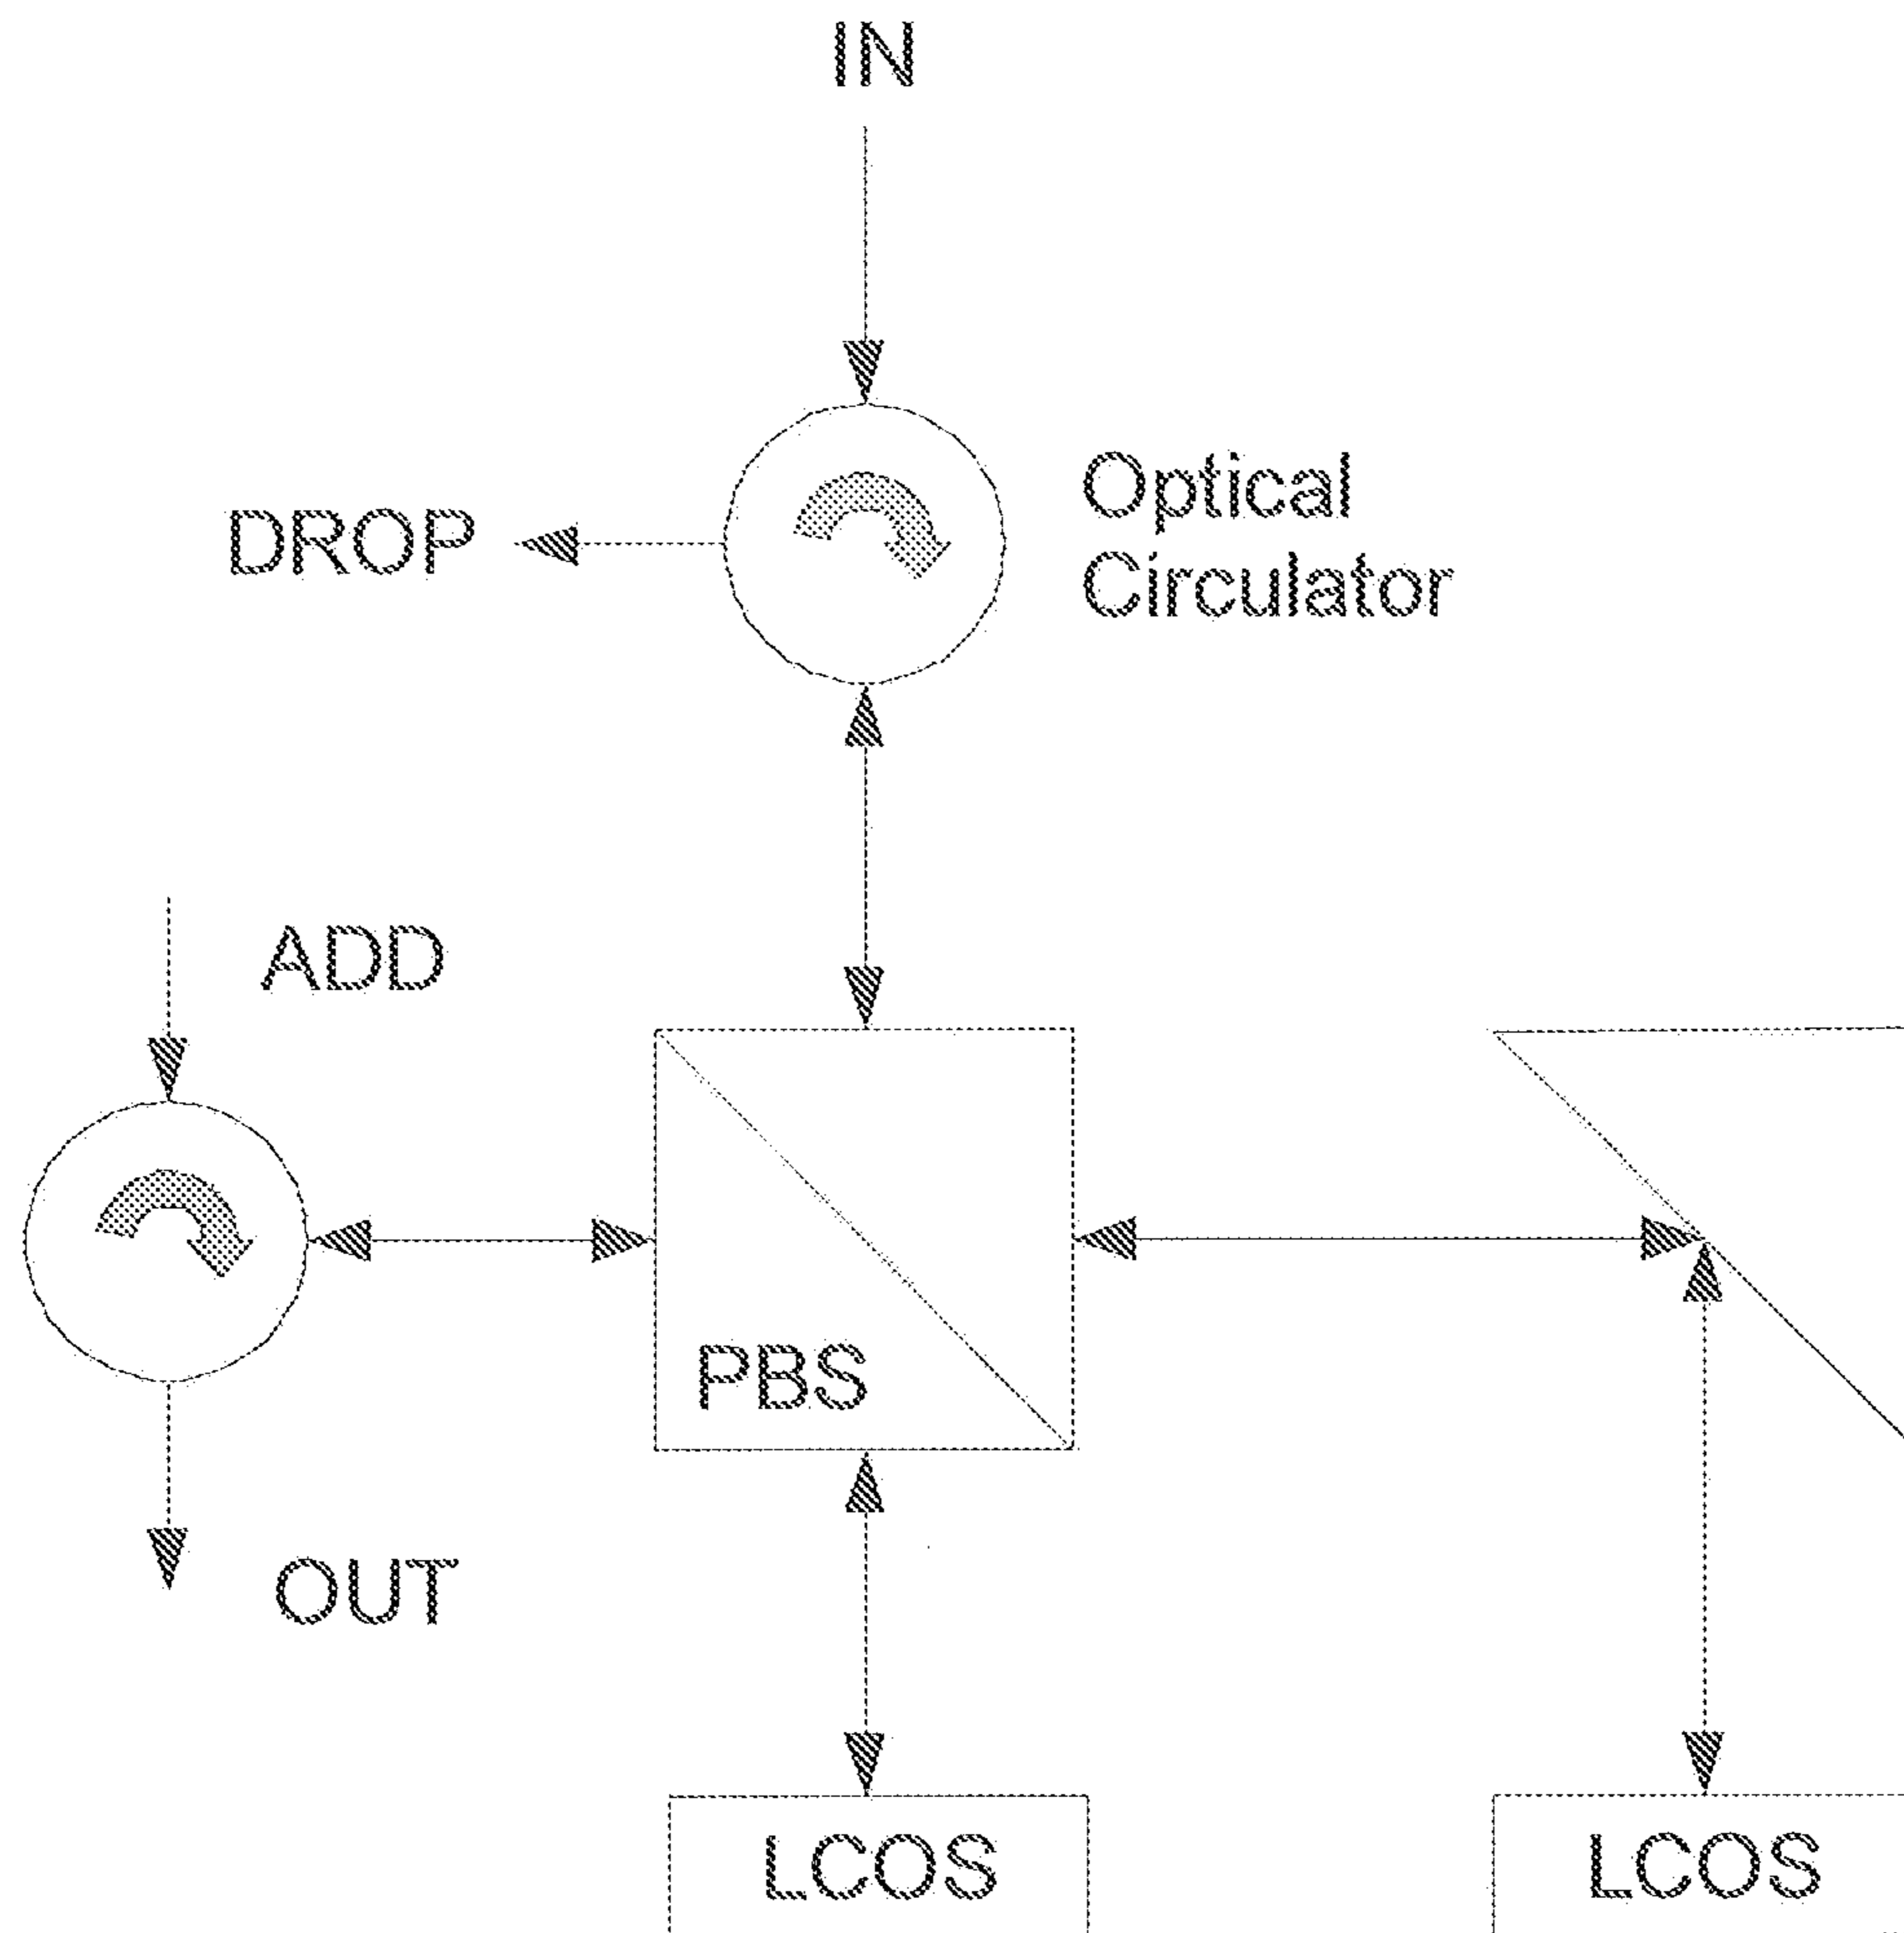 IN
DROP
Optical
Circulator
ADD
PBS
OUT
LCOS
LCOS